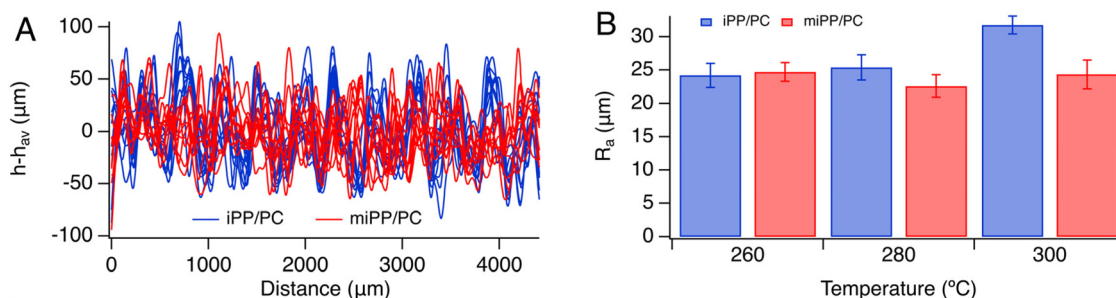 A
h-hav (µm)
100
50
0
-50
-100
iPP/PC
miPP/PC
0
1000
2000
3000
4000
Distance (µm)
B
Ra (µm)
30
25
20
15
10
5
0
iPP/PC
miPP/PC
260
280
300
Temperature (ºC)